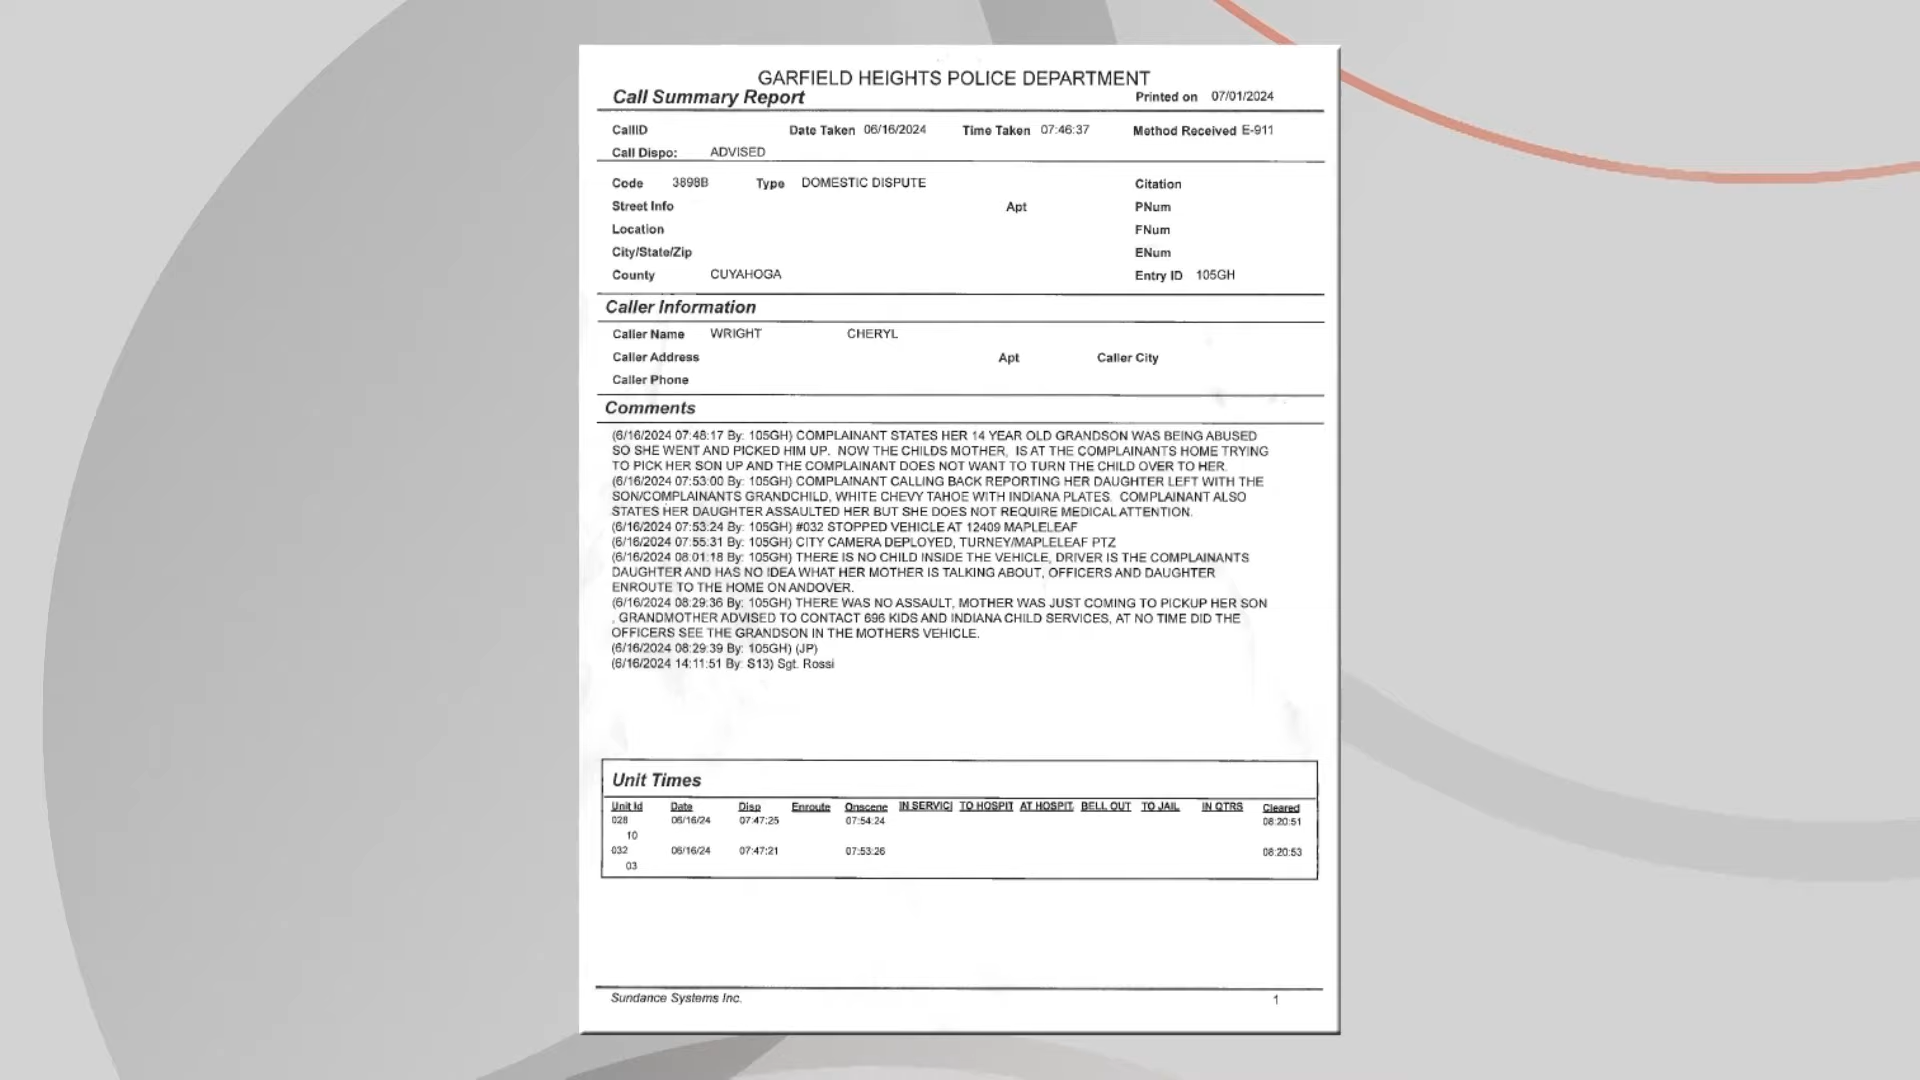 GARFIELD HEIGHTS POLICE DEPARTMENT
Call Summary Report Printed on 07/01/2024
CallID Date Taken 06/16/2024 Time Taken 07:46:37 Method Received E-911
Call Dispo: ADVISED
Code 3898B Type DOMESTIC DISPUTE Citation
Street Info Apt PNum
Location FNum
City/State/Zip ENum
County CUYAHOGA Entry ID 105GH
Caller Information
Caller Name WRIGHT CHERYL
Caller Address Apt Caller City
Caller Phone
Comments
(6/16/2024 07:48:17 By: 105GH) COMPLAINANT STATES HER 14 YEAR OLD GRANDSON WAS BEING ABUSED
SO SHE WENT AND PICKED HIM UP. NOW THE CHILDS MOTHER, IS AT THE COMPLAINANTS HOME TRYING
TO PICK HER SON UP AND THE COMPLAINANT DOES NOT WANT TO TURN THE CHILD OVER TO HER.
(6/16/2024 07:53:00 By: 105GH) COMPLAINANT CALLING BACK REPORTING HER DAUGHTER LEFT WITH THE
SON/COMPLAINANTS GRANDCHILD, WHITE CHEVY TAHOE WITH INDIANA PLATES. COMPLAINANT ALSO
STATES HER DAUGHTER ASSAULTED HER BUT SHE DOES NOT REQUIRE MEDICAL ATTENTION.
(6/16/2024 07:53:24 By: 105GH) #032 STOPPED VEHICLE AT 12409 MAPLELEAF
(6/16/2024 07:55:31 By: 105GH) CITY CAMERA DEPLOYED, TURNEY/MAPLELEAF PTZ
(6/16/2024 08:01:18 By: 105GH) THERE IS NO CHILD INSIDE THE VEHICLE, DRIVER IS THE COMPLAINANTS
DAUGHTER AND HAS NO IDEA WHAT HER MOTHER IS TALKING ABOUT, OFFICERS AND DAUGHTER
ENROUTE TO THE HOME ON ANDOVER.
(6/16/2024 08:29:36 By: 105GH) THERE WAS NO ASSAULT, MOTHER WAS JUST COMING TO PICKUP HER SON
, GRANDMOTHER ADVISED TO CONTACT 696 KIDS AND INDIANA CHILD SERVICES, AT NO TIME DID THE
OFFICERS SEE THE GRANDSON IN THE MOTHERS VEHICLE.
(6/16/2024 08:29:39 By: 105GH) (JP)
(6/16/2024 14:11:51 By: S13) Sgt. Rossi
Unit Times
Unit Id Date Disp Enroute Onscene IN SERVICI TO HOSPIT AT HOSPIT. BELL OUT TO JAIL IN QTRS Cleared
028 06/16/24 07:47:25 07:54:24 08:20:51
10
032 06/16/24 07:47:21 07:53:26 08:20:53
03
Sundance Systems Inc. 1